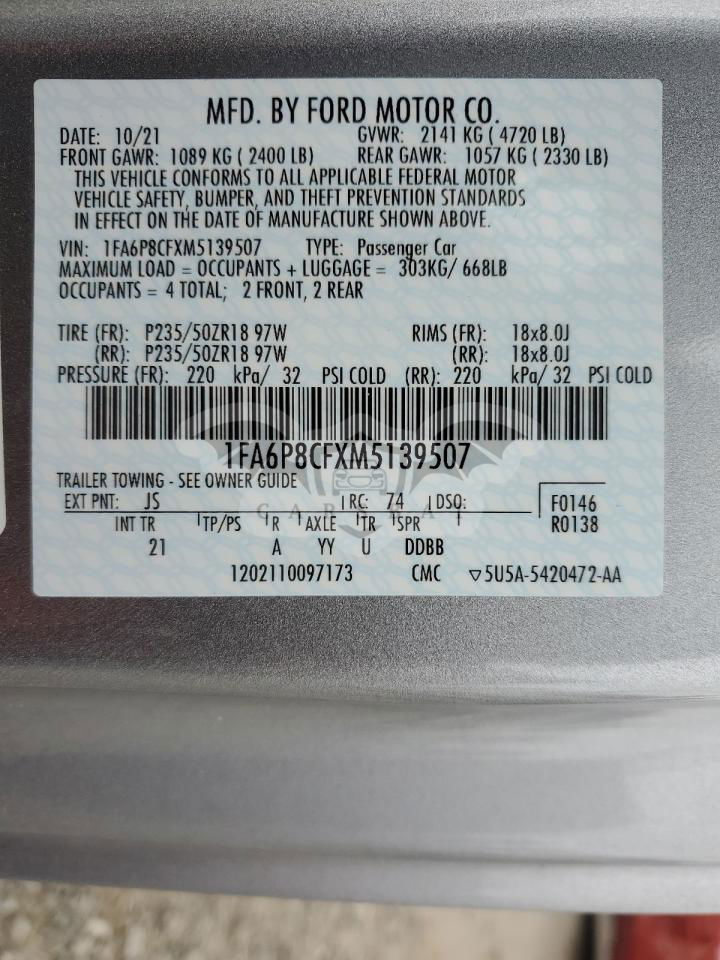 MFD. BY FORD MOTOR CO.
DATE: 10/21 GVWR: 2141 KG ( 4720 LB)
FRONT GAWR: 1089 KG ( 2400 LB) REAR GAWR: 1057 KG ( 2330 LB)
THIS VEHICLE CONFORMS TO ALL APPLICABLE FEDERAL MOTOR
VEHICLE SAFETY, BUMPER, AND THEFT PREVENTION STANDARDS
IN EFFECT ON THE DATE OF MANUFACTURE SHOWN ABOVE.
VIN: 1FA6P8CFXM5139507 TYPE: Passenger Car
MAXIMUM LOAD = OCCUPANTS + LUGGAGE = 303KG/ 668LB
OCCUPANTS = 4 TOTAL; 2 FRONT, 2 REAR
TIRE (FR): P235/50ZR18 97W RIMS (FR): 18x8.0J
(RR): P235/50ZR18 97W (RR): 18x8.0J
PRESSURE (FR): 220 kPa/ 32 PSI COLD (RR): 220 kPa/ 32 PSI COLD
1FA6P8CFXM5139507
TRAILER TOWING - SEE OWNER GUIDE
EXT PNT: JS RC: 74 DSO: F0146
INT TR TP/PS R AXLE TR SPR R0138
21 A YY U DDBB
1202110097173 CMC ▽5U5A-5420472-AA